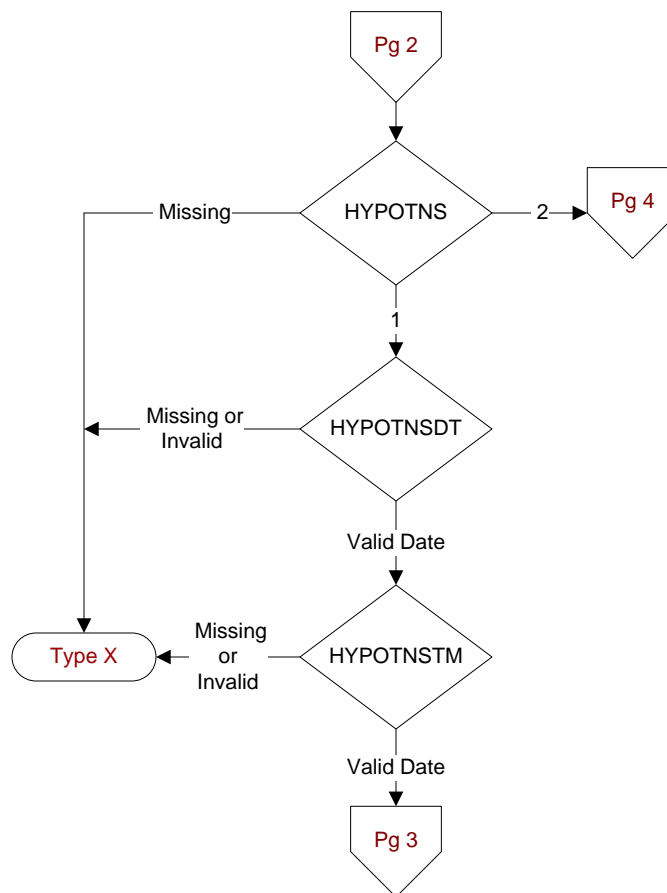 Pg 2
Missing
HYPOTNS
2
Pg 4
1
Missing or
Invalid
HYPOTNSDT
Valid Date
Type X
Missing
or
Invalid
HYPOTNSTM
Valid Date
Pg 3